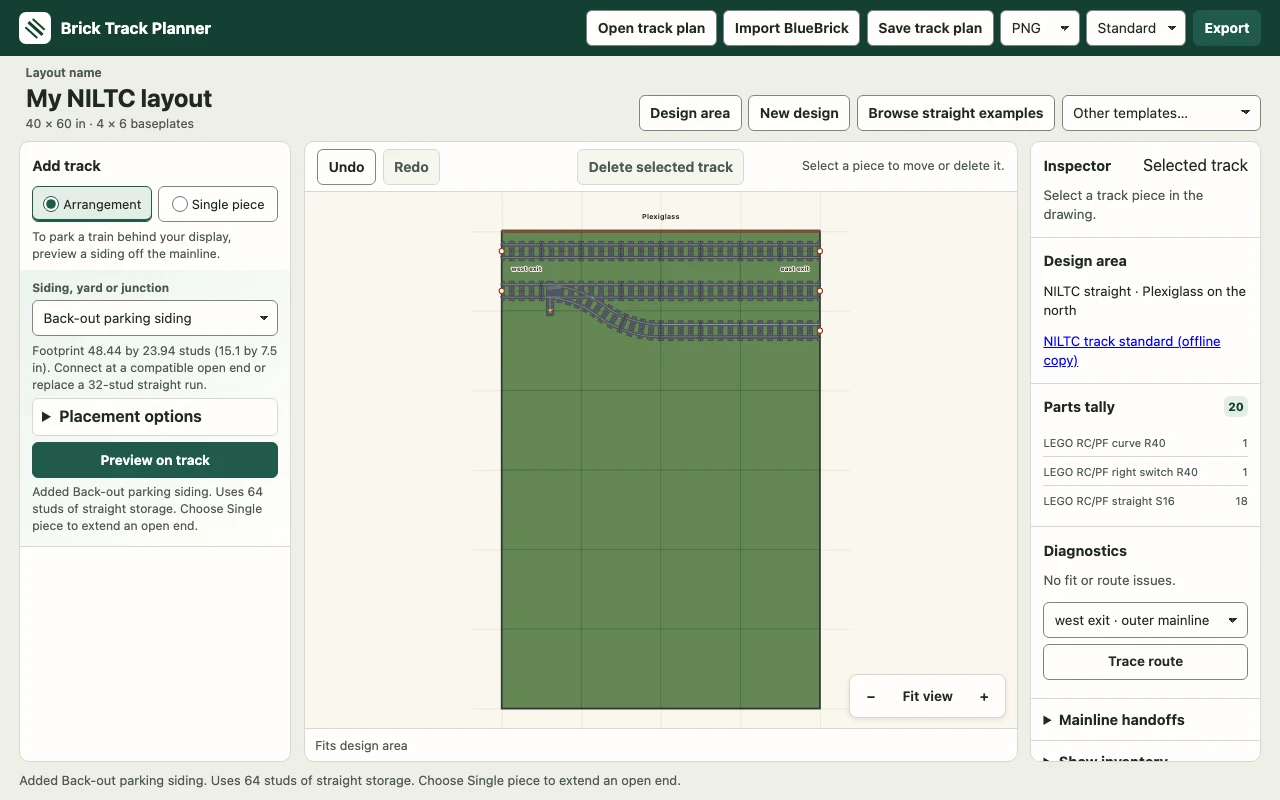 Brick Track Planner
Open track plan
Import BlueBrick
Save track plan
PNG
Standard
Export
Layout name
My NILTC layout
40 × 60 in · 4 × 6 baseplates
Design area
New design
Browse straight examples
Other templates...
Add track
Arrangement
Single piece
To park a train behind your display,
preview a siding off the mainline.
Siding, yard or junction
Back-out parking siding
Footprint 48.44 by 23.94 studs (15.1 by 7.5
in). Connect at a compatible open end or
replace a 32-stud straight run.
Placement options
Preview on track
Added Back-out parking siding. Uses 64
studs of straight storage. Choose Single
piece to extend an open end.
Undo
Redo
Delete selected track
Select a piece to move or delete it.
Plexiglass
west exit
east exit
− Fit view +
Fits design area
Inspector
Selected track
Select a track piece in the
drawing.
Design area
NILTC straight · Plexiglass on the
north
NILTC track standard (offline
copy)
Parts tally 20
LEGO RC/PF curve R40 1
LEGO RC/PF right switch R40 1
LEGO RC/PF straight S16 18
Diagnostics
No fit or route issues.
west exit · outer mainline
Trace route
Mainline handoffs
Show inventory
Added Back-out parking siding. Uses 64 studs of straight storage. Choose Single piece to extend an open end.